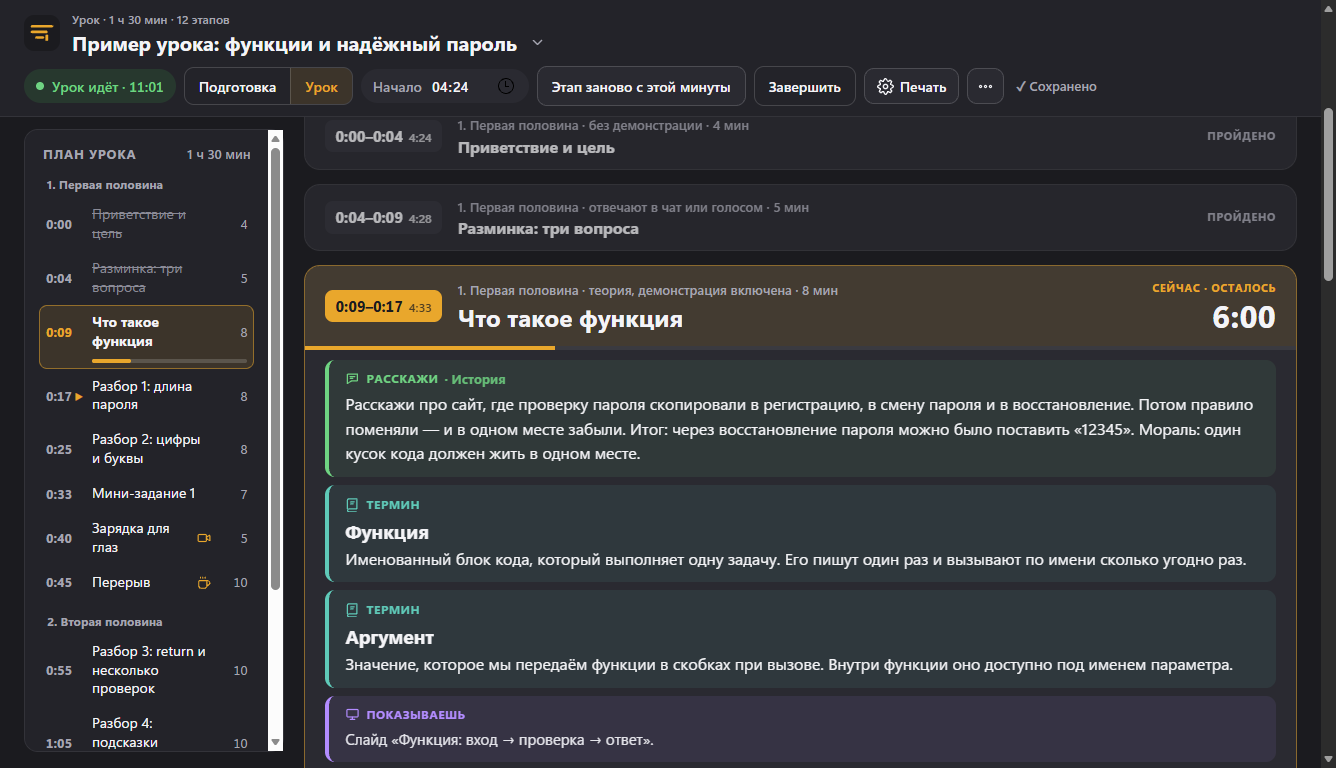 Урок · 1 ч 30 мин · 12 этапов
Пример урока: функции и надёжный пароль
Урок идёт · 11:01
Подготовка
Урок
Начало 04:24
Этап заново с этой минуты
Завершить
Печать
✓ Сохранено
ПЛАН УРОКА 1 ч 30 мин
1. Первая половина
0:00 Приветствие и
цель 4
0:04 Разминка: три
вопроса 5
0:09 Что такое
функция 8
0:17 Разбор 1: длина
пароля 8
0:25 Разбор 2: цифры
и буквы 8
0:33 Мини-задание 1 7
0:40 Зарядка для
глаз 5
0:45 Перерыв 10
2. Вторая половина
0:55 Разбор 3: return и
несколько
проверок 10
1:05 Разбор 4:
подсказки 10
0:00–0:04 4:24
1. Первая половина · без демонстрации · 4 мин
Приветствие и цель
ПРОЙДЕНО
0:04–0:09 4:28
1. Первая половина · отвечают в чат или голосом · 5 мин
Разминка: три вопроса
ПРОЙДЕНО
0:09–0:17 4:33
1. Первая половина · теория, демонстрация включена · 8 мин
Что такое функция
СЕЙЧАС · ОСТАЛОСЬ
6:00
РАССКАЖИ · История
Расскажи про сайт, где проверку пароля скопировали в регистрацию, в смену пароля и в восстановление. Потом правило
поменяли — и в одном месте забыли. Итог: через восстановление пароля можно было поставить «12345». Мораль: один
кусок кода должен жить в одном месте.
ТЕРМИН
Функция
Именованный блок кода, который выполняет одну задачу. Его пишут один раз и вызывают по имени сколько угодно раз.
ТЕРМИН
Аргумент
Значение, которое мы передаём функции в скобках при вызове. Внутри функции оно доступно под именем параметра.
ПОКАЗЫВАЕШЬ
Слайд «Функция: вход → проверка → ответ».